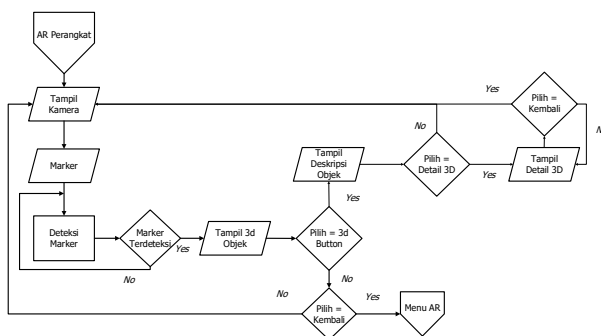 AR Perangkat
Tampil
Kamera
Yes
Pilih =
Kembali
No
Marker
Tampil
Deskripsi
Objek
Pilih =
Detail 3D
Yes
Tampil
Detail 3D
Yes
Deteksi
Marker
Marker
Terdeteksi
Yes
Tampil 3d
Objek
Pilih = 3d
Button
No
No
No
Pilih =
Kembali
Yes
Menu AR